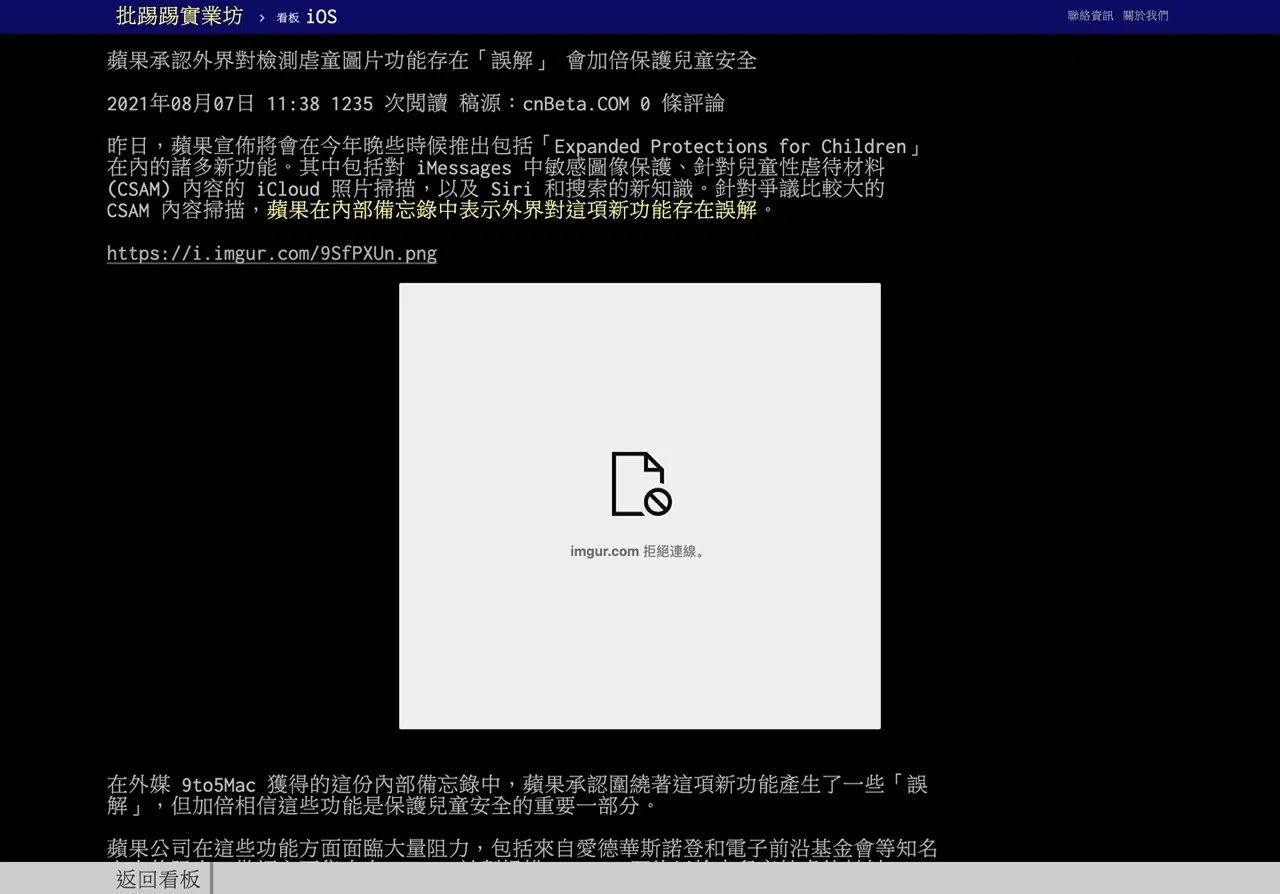 批踢踢實業坊 › 看板 iOS 聯絡資訊 關於我們
蘋果承認外界對檢測虐童圖片功能存在「誤解」 會加倍保護兒童安全
2021年08月07日 11:38 1235 次閱讀 稿源：cnBeta.COM 0 條評論
昨日，蘋果宣佈將會在今年晚些時候推出包括「Expanded Protections for Children」
在內的諸多新功能。其中包括對 iMessages 中敏感圖像保護、針對兒童性虐待材料
(CSAM) 內容的 iCloud 照片掃描，以及 Siri 和搜索的新知識。針對爭議比較大的
CSAM 內容掃描，蘋果在內部備忘錄中表示外界對這項新功能存在誤解。
https://i.imgur.com/9SfPXUn.png
imgur.com 拒絕連線。
在外媒 9to5Mac 獲得的這份內部備忘錄中，蘋果承認圍繞著這項新功能產生了一些「誤
解」，但加倍相信這些功能是保護兒童安全的重要一部分。
蘋果公司在這些功能方面面臨大量阻力，包括來自愛德華斯諾登和電子前沿基金會等知名
返回看板